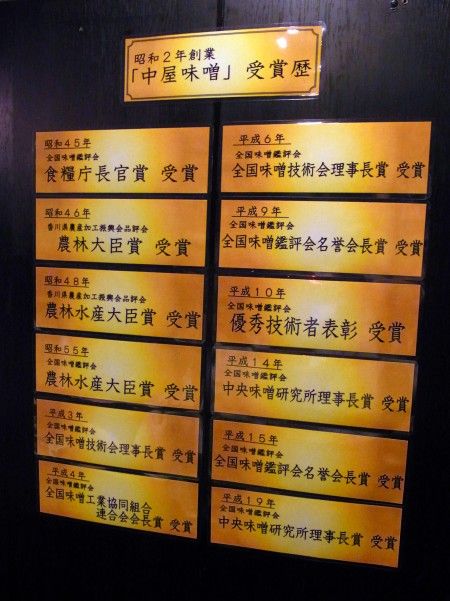 昭和２年創業
「中屋味噌」受賞歴
昭和４５年
全国味噌鑑評会
食糧庁長官賞 受賞
昭和４６年
香川県農産加工振興会品評会
農林大臣賞 受賞
昭和４８年
香川県農産加工振興会品評会
農林水産大臣賞 受賞
昭和５５年
全国味噌鑑評会
農林水産大臣賞 受賞
平成３年
全国味噌鑑評会
全国味噌技術会理事長賞 受賞
平成４年
全国味噌鑑評会
全国味噌工業協同組合
連合会会長賞 受賞
平成６年
全国味噌鑑評会
全国味噌技術会理事長賞 受賞
平成９年
全国味噌鑑評会
全国味噌鑑評会名誉会長賞 受賞
平成１０年
全国味噌鑑評会
優秀技術者表彰 受賞
平成１４年
全国味噌鑑評会
中央味噌研究所理事長賞 受賞
平成１５年
全国味噌鑑評会
全国味噌鑑評会名誉会長賞 受賞
平成１９年
全国味噌鑑評会
中央味噌研究所理事長賞 受賞